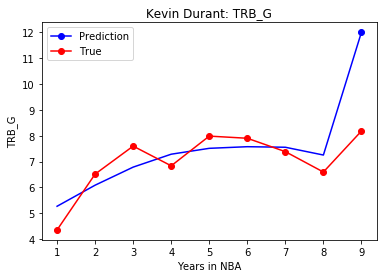 Kevin Durant: TRB_G
Prediction
True
TRB_G
12
11
10
9
8
7
6
5
4
1 2 3 4 5 6 7 8 9
Years in NBA